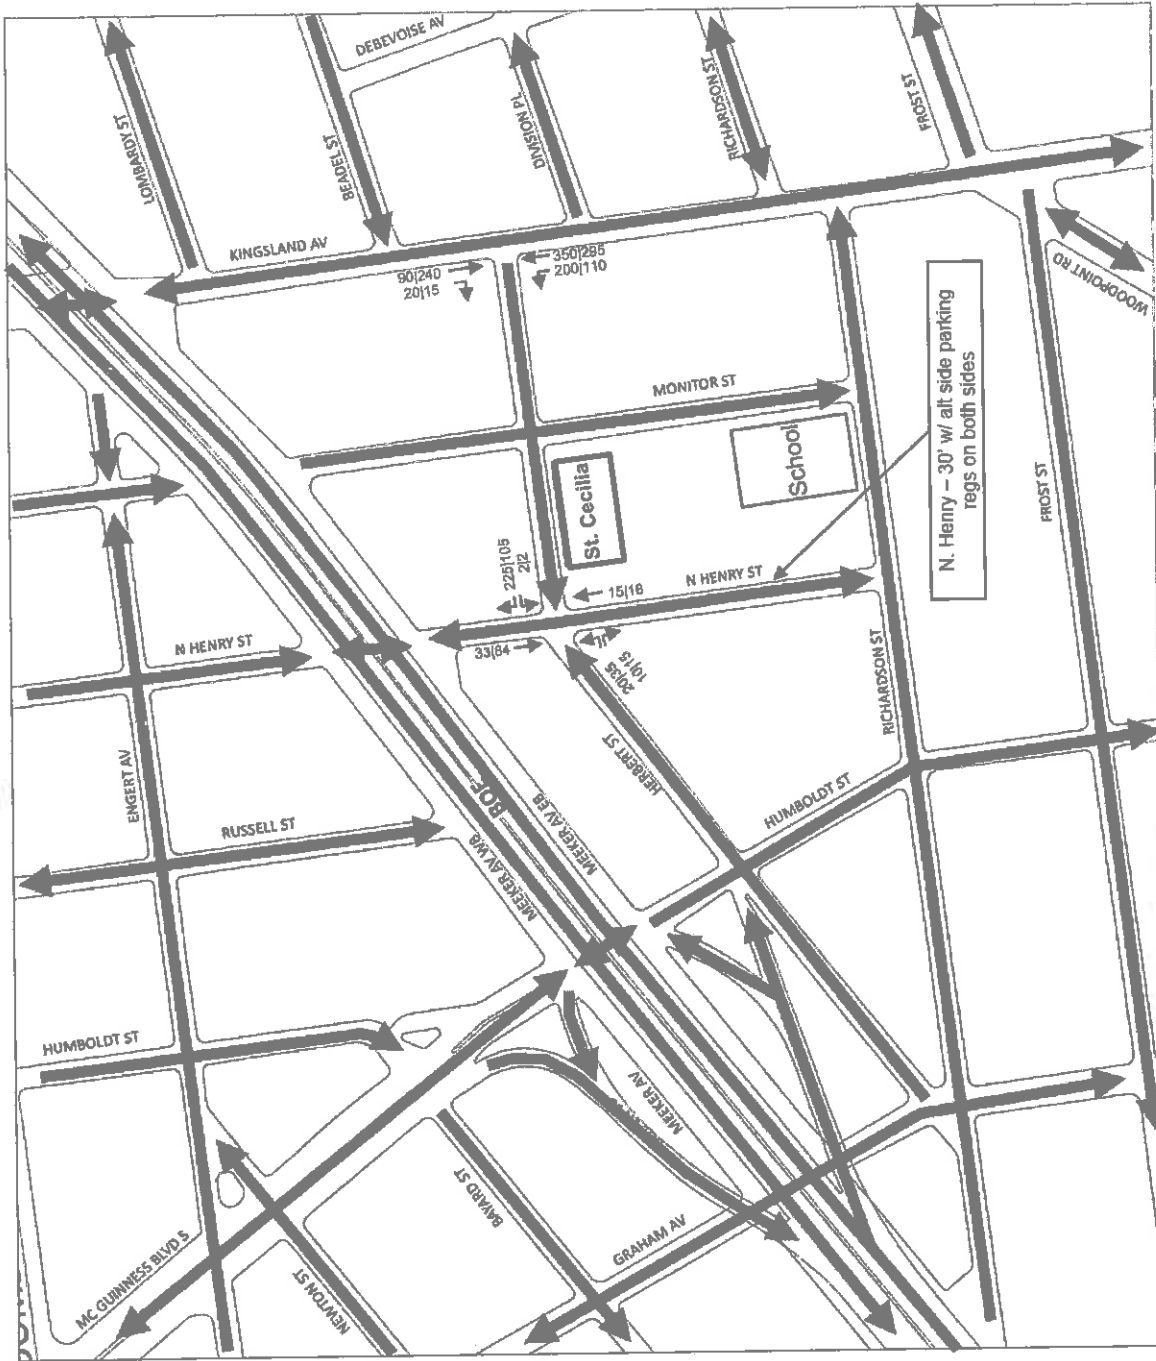 LOMBARDY ST
BEADEL ST
DEBEVOISE AV
DIVISION PL
RICHARDSON ST
FROST ST
KINGSLAND AV
90|240
20|15
350|295
200|110
WOODPOINT RD
MONITOR ST
School
St. Cecilia
N. Henry – 30' w/ alt side parking
regs on both sides
FROST ST
225|105
2|2
15|16
N HENRY ST
33|84
20|35
10|15
N HENRY ST
ENGERT AV
RUSSELL ST
BQE
MEEKER AV EB
MEEKER AV WB
HERBERT ST
HUMBOLDT ST
RICHARDSON ST
HUMBOLDT ST
MEEKER AV
MC GUINNESS BLVD S
NEWTON ST
BAYARD ST
GRAHAM AV